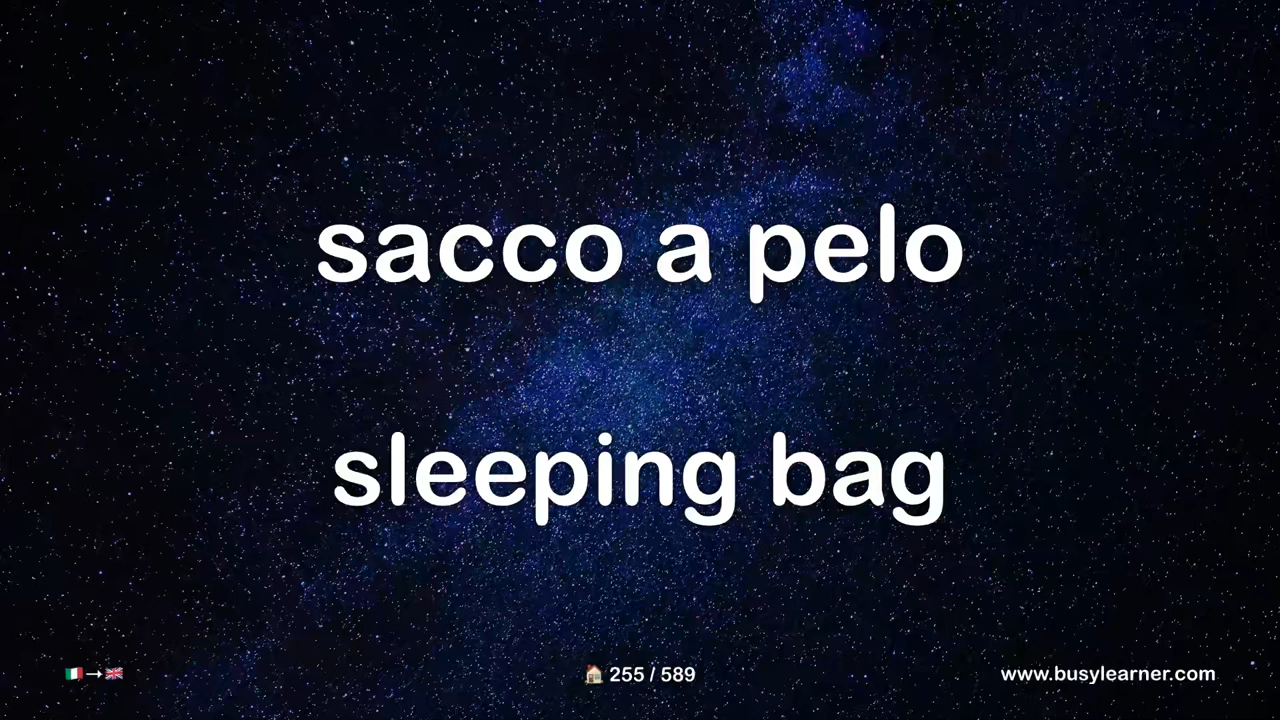 sacco a pelo
sleeping bag
🇮🇹→🇬🇧 🏠 255 / 589 www.busylearner.com